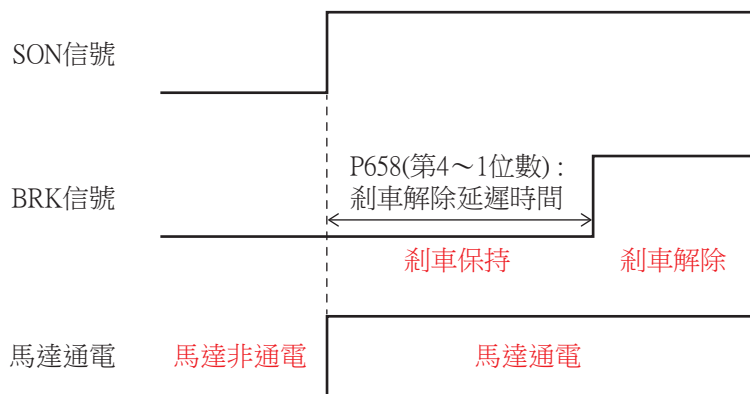 SON信號
P658(第4～1位數)：
剎車解除延遲時間
BRK信號
剎車保持
剎車解除
馬達通電
馬達非通電
馬達通電